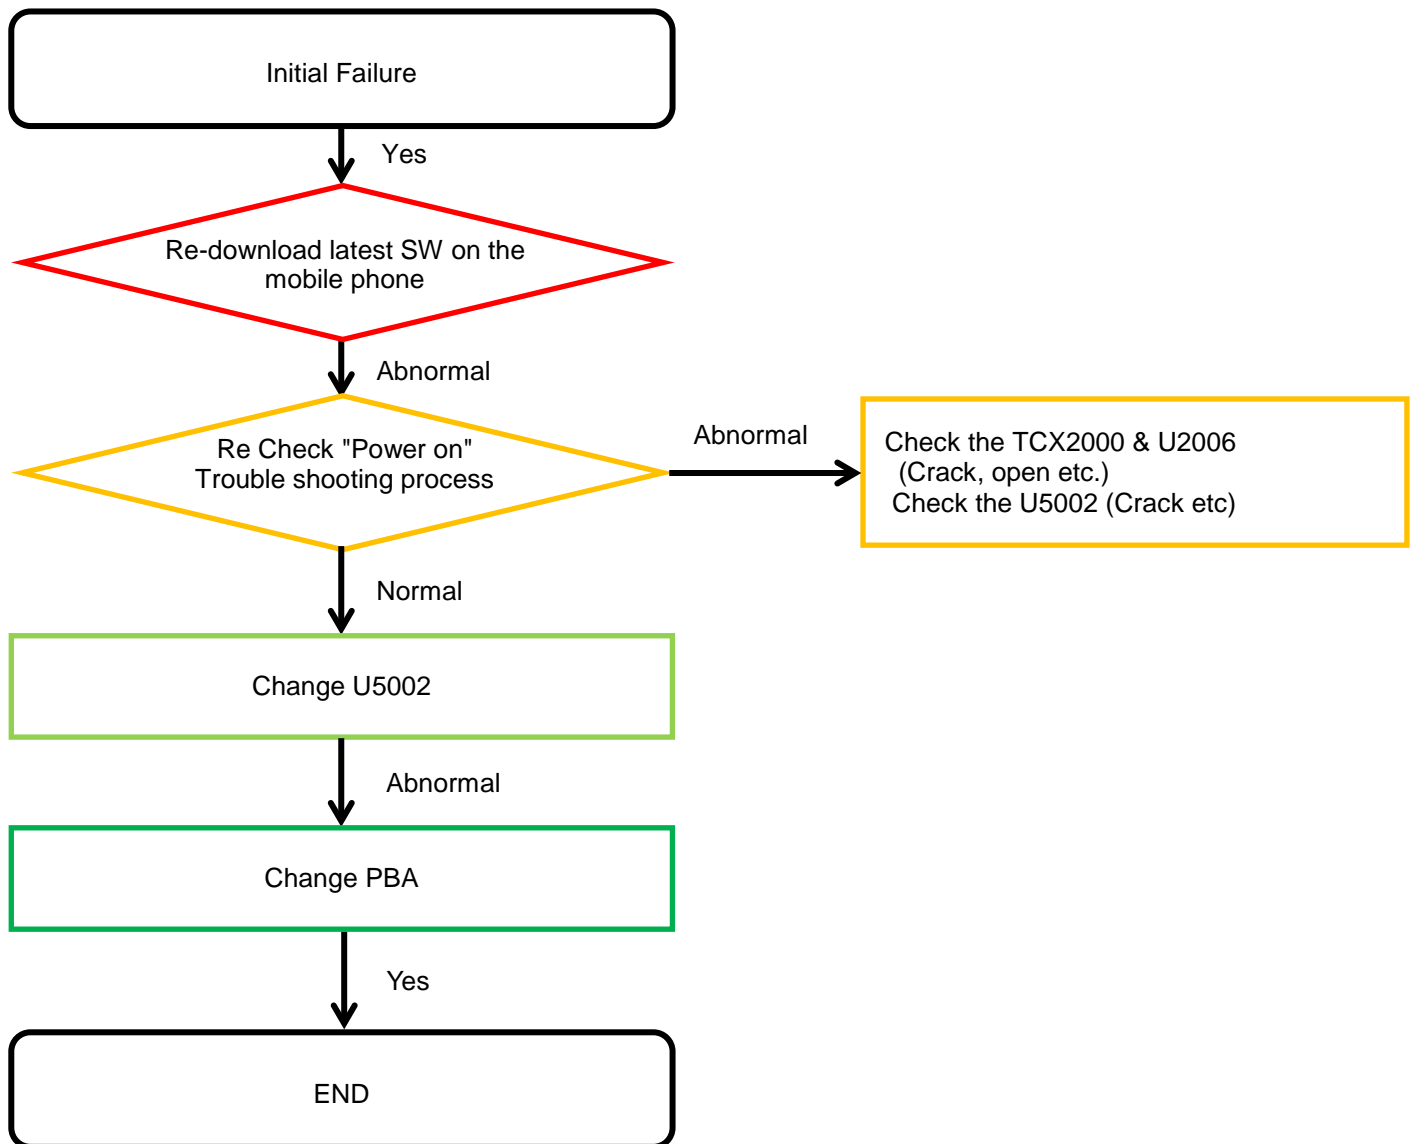 Initial Failure
Yes
Re-download latest SW on the
mobile phone
Abnormal
Re Check "Power on"
Trouble shooting process
Abnormal
Check the TCX2000 & U2006
(Crack, open etc.)
Check the U5002 (Crack etc)
Normal
Change U5002
Abnormal
Change PBA
Yes
END